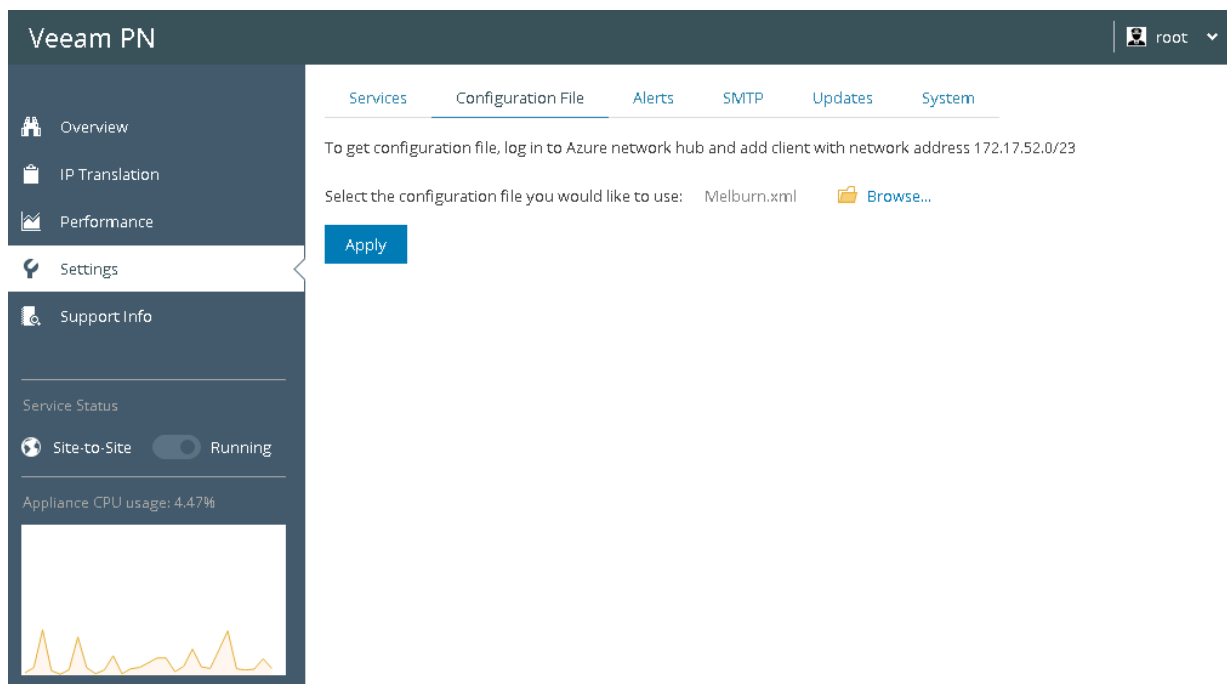 Veeam PN
root
Overview
IP Translation
Performance
Settings
Support Info
Service Status
Site-to-Site Running
Appliance CPU usage: 4.47%
Services Configuration File Alerts SMTP Updates System
To get configuration file, log in to Azure network hub and add client with network address 172.17.52.0/23
Select the configuration file you would like to use: Melburn.xml Browse...
Apply